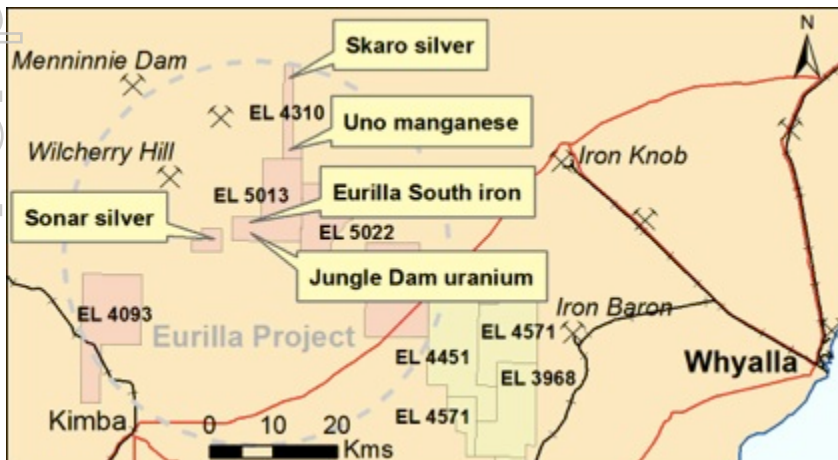 Skaro silver
N
Menninnie Dam
EL 4310
Uno manganese
Wilcherry Hill
Iron Knob
EL 5013
Eurilla South iron
Sonar silver
EL 5022
Jungle Dam uranium
EL 4093
Iron Baron
Eurilla Project
EL 4571
EL 4451
Whyalla
EL 3968
Kimba
EL 4571
0 10 20
Kms